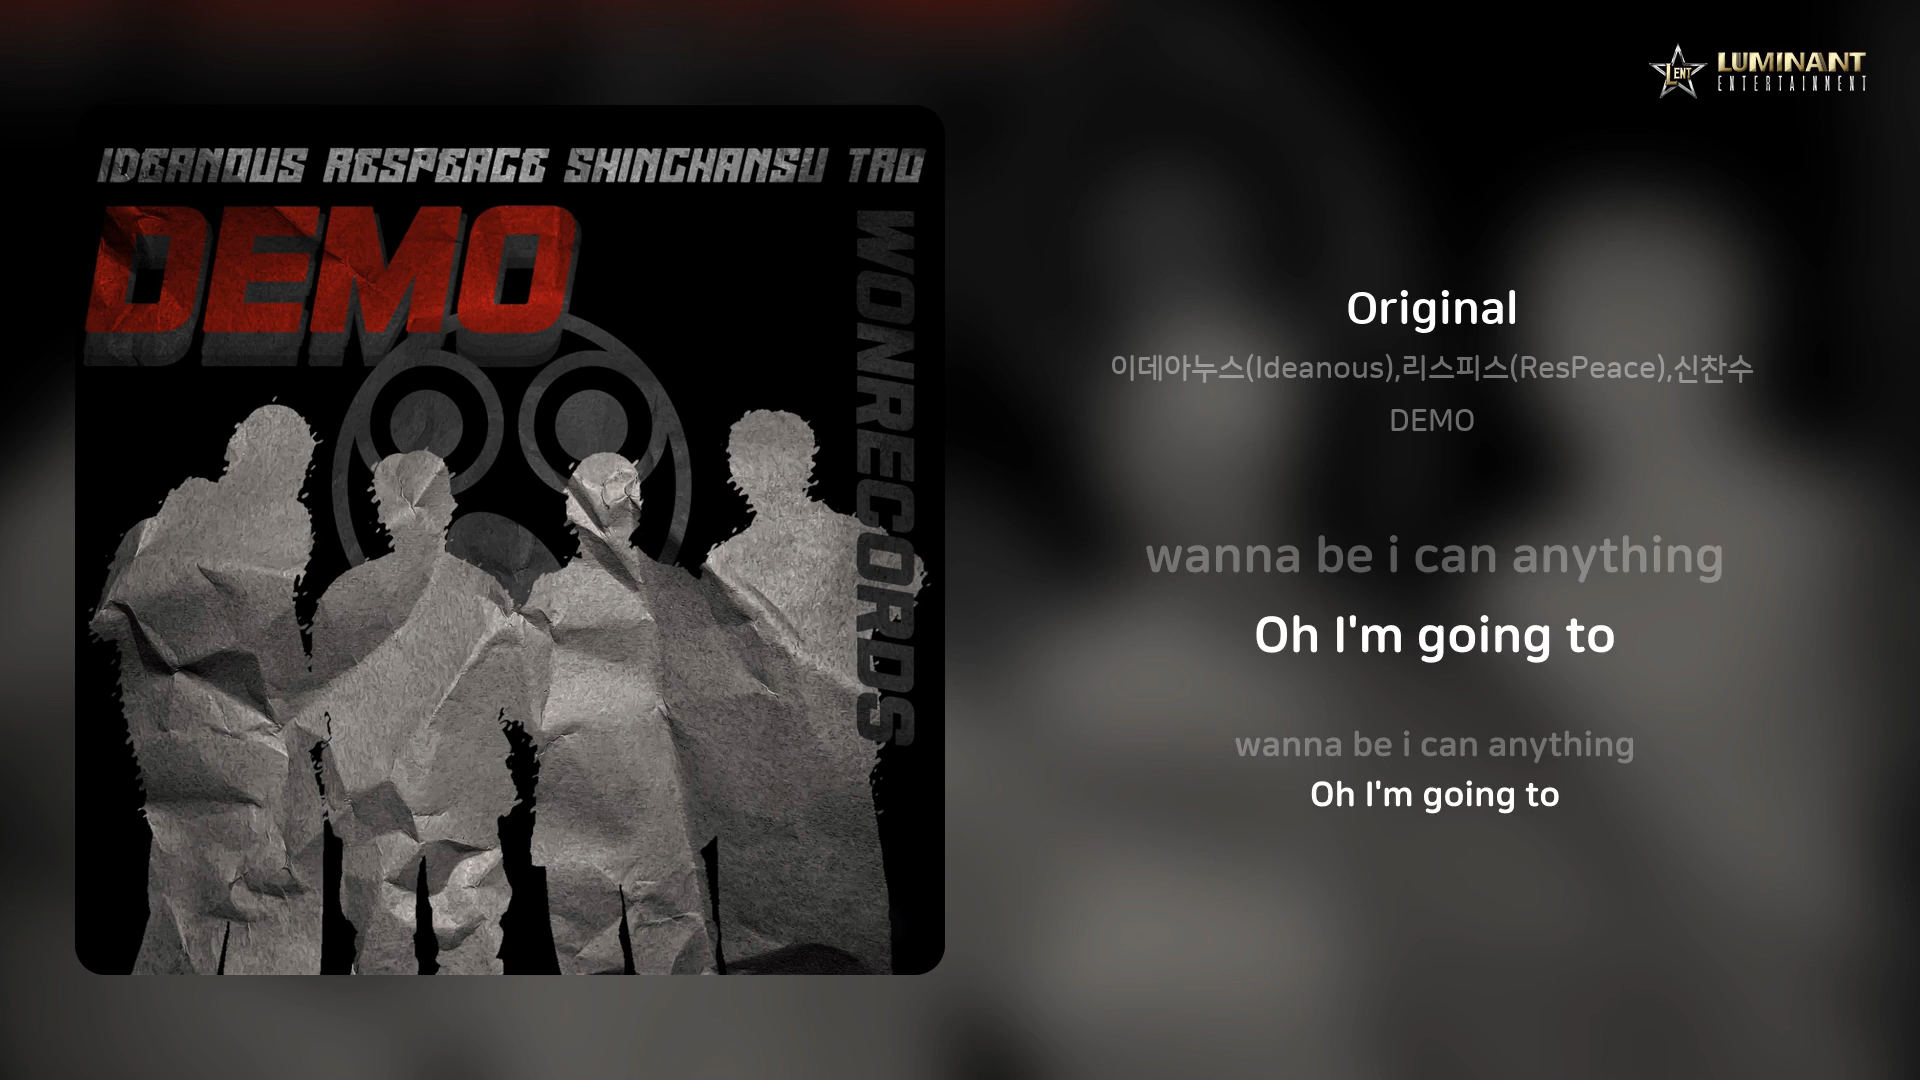 LENT
LUMINANT
ENTERTAINMENT
IDEANOUS RESPEACE SHINCHANSU TAO
DEMO
WONRECORDS
Original
이데아누스(Ideanous),리스피스(ResPeace),신찬수
DEMO
wanna be i can anything
Oh I'm going to
wanna be i can anything
Oh I'm going to